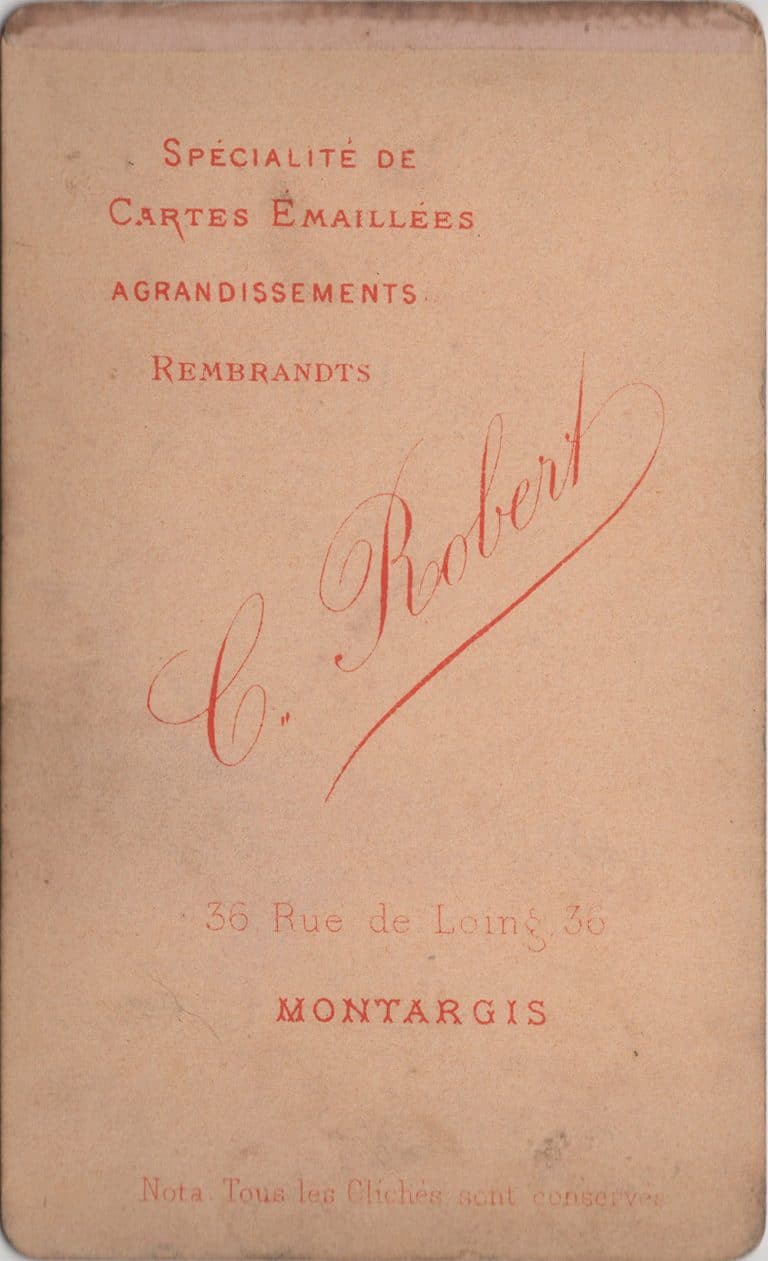 SPÉCIALITÉ DE
CARTES ÉMAILLÉES
AGRANDISSEMENTS
REMBRANDTS
C. Robert
36, Rue de Loing, 36
MONTARGIS
Nota. Tous les Clichés sont conservés